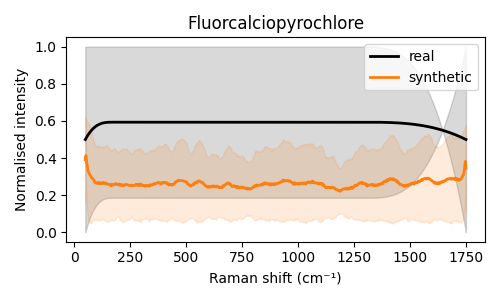 Fluorcalciopyrochlore
Normalised intensity
1.0
0.8
0.6
0.4
0.2
0.0
real
synthetic
0 250 500 750 1000 1250 1500 1750
Raman shift (cm⁻¹)